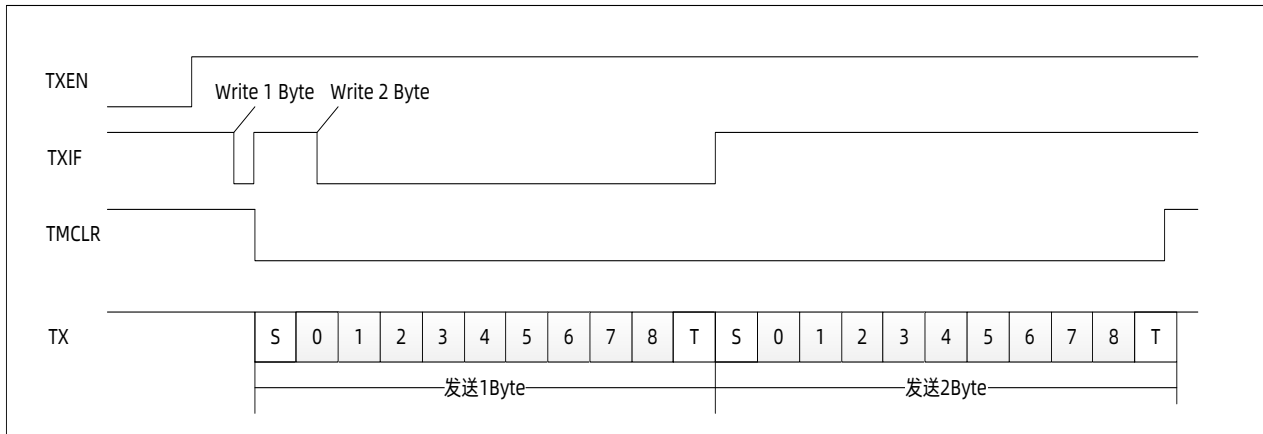 TXEN
Write 1 Byte Write 2 Byte
TXIF
TMCLR
TX S 0 1 2 3 4 5 6 7 8 T S 0 1 2 3 4 5 6 7 8 T
发送1Byte 发送2Byte